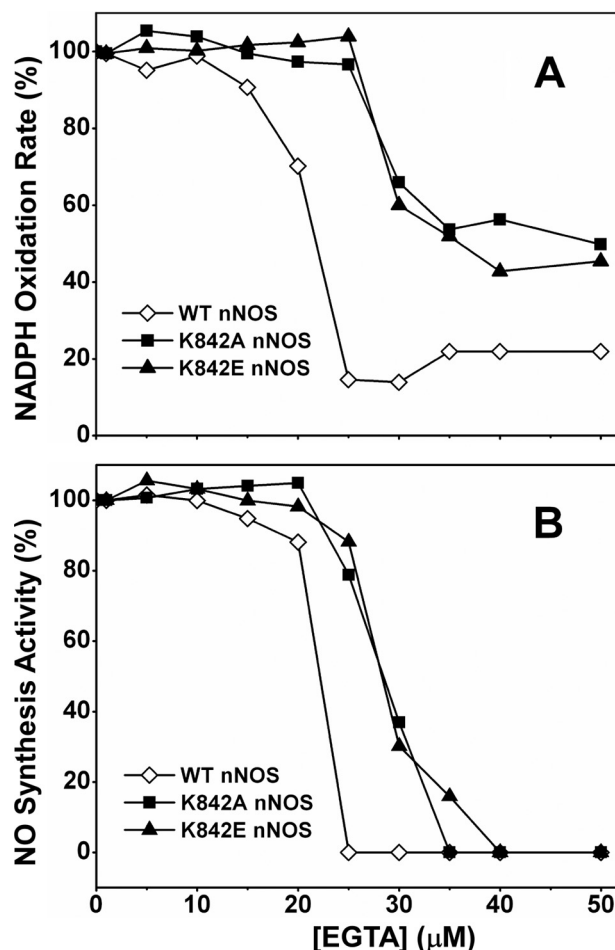 A
NADPH Oxidation Rate (%)
100
80
60
40
20
0
WT nNOS
K842A nNOS
K842E nNOS
B
NO Synthesis Activity (%)
100
80
60
40
20
0
WT nNOS
K842A nNOS
K842E nNOS
0 10 20 30 40 50
[EGTA] (μM)